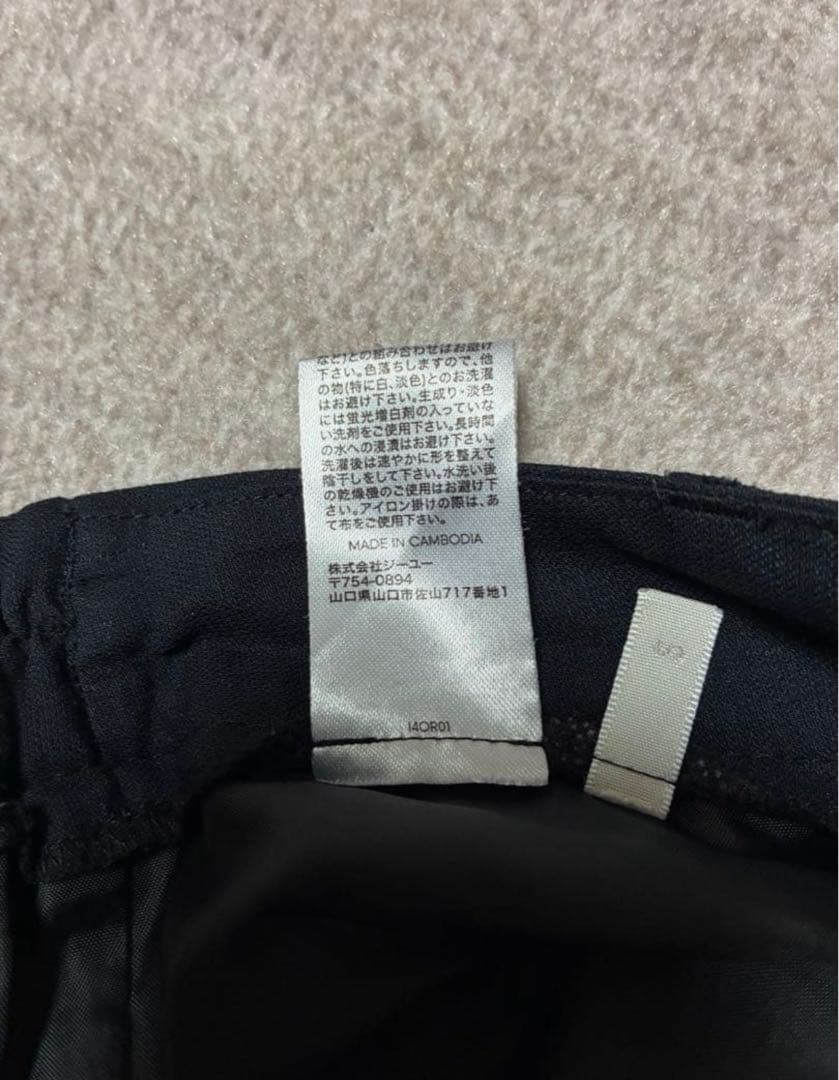 など)との組み合わせはお避け
下さい。色落ちしますので、他
の物(特に白、淡色)とのお洗濯
はお避け下さい。生成り・淡色
には蛍光増白剤の入っていな
い洗剤をご使用下さい。長時間
の水への浸漬はお避け下さい。
洗濯後は速やかに形を整えて
陰干しをして下さい。水洗い後
の乾燥機のご使用はお避け下
さい。アイロン掛けの際は、あ
て布をご使用下さい。
MADE IN CAMBODIA
株式会社ジーユー
〒754-0894
山口県山口市佐山717番地1
I4OR01